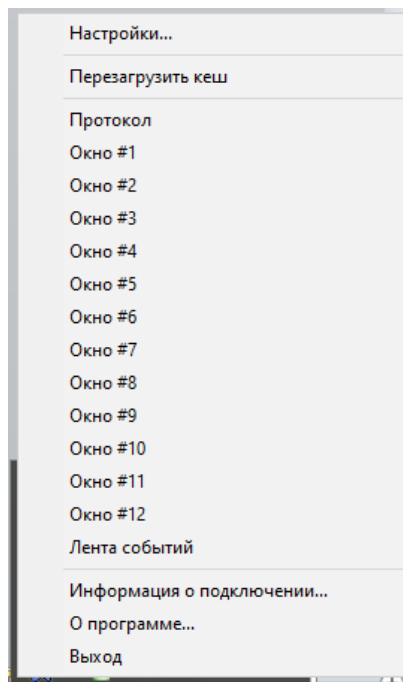 Настройки...
Перезагрузить кеш
Протокол
Окно #1
Окно #2
Окно #3
Окно #4
Окно #5
Окно #6
Окно #7
Окно #8
Окно #9
Окно #10
Окно #11
Окно #12
Лента событий
Информация о подключении...
О программе...
Выход